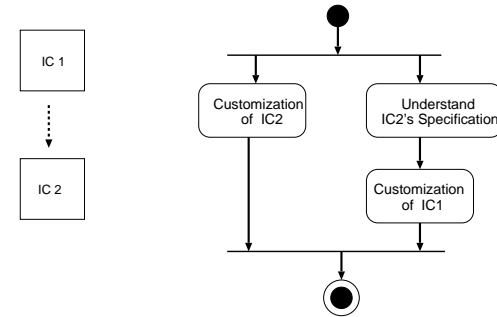 IC 1
IC 2
Customization
of IC2
Understand
IC2's Specification
Customization
of IC1